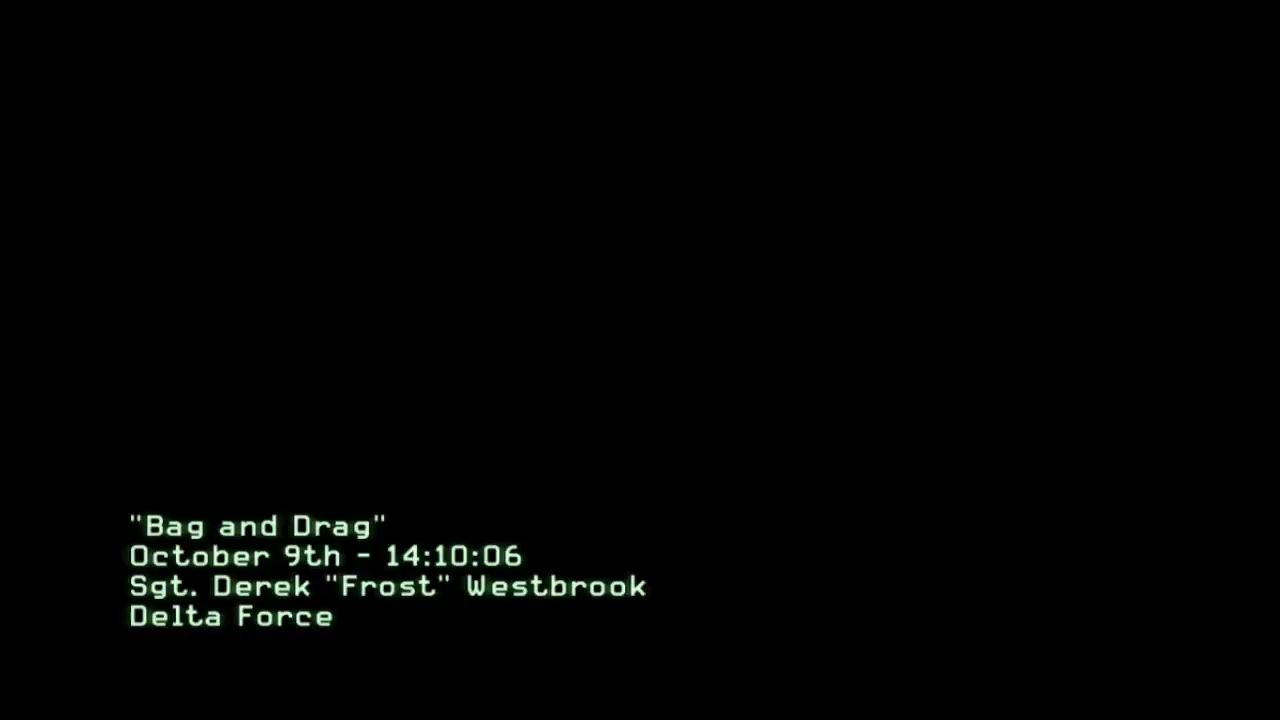 "Bag and Drag"
October 9th - 14:10:06
Sgt. Derek "Frost" Westbrook
Delta Force